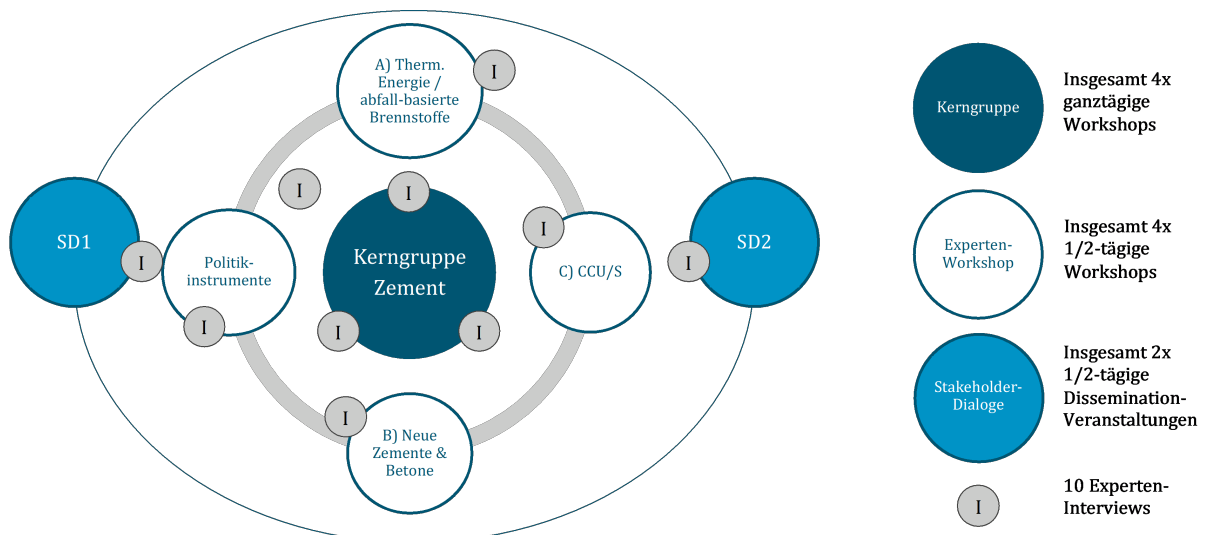 A) Therm.
Energie /
abfall-basierte
Brennstoffe
I
I
I
SD1
I
Politik-
instrumente
I
Kerngruppe
Zement
I
I
I
C) CCU/S
I
SD2
I
B) Neue
Zemente &
Betone
Kerngruppe
Insgesamt 4x
ganztägige
Workshops
Experten-
Workshop
Insgesamt 4x
1/2-tägige
Workshops
Stakeholder-
Dialoge
Insgesamt 2x
1/2-tägige
Dissemination-
Veranstaltungen
I
10 Experten-
Interviews